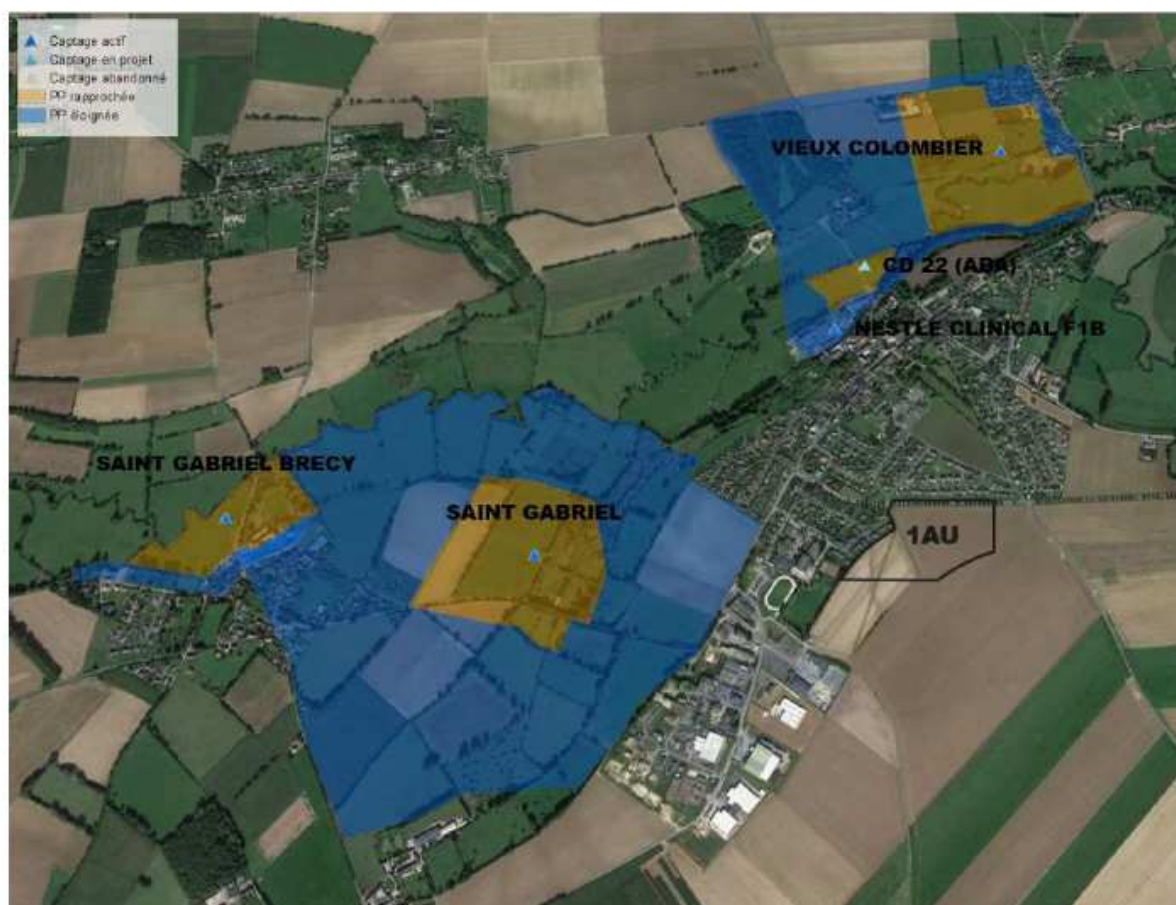 Captage actif
Captage en projet
Captage abandonné
PP rapprochée
PP éloignée
VIEUX COLOMBIER
CD 22 (ABA)
NESTLE CLINICAL F1B
SAINT GABRIEL BRECY
SAINT GABRIEL
1AU